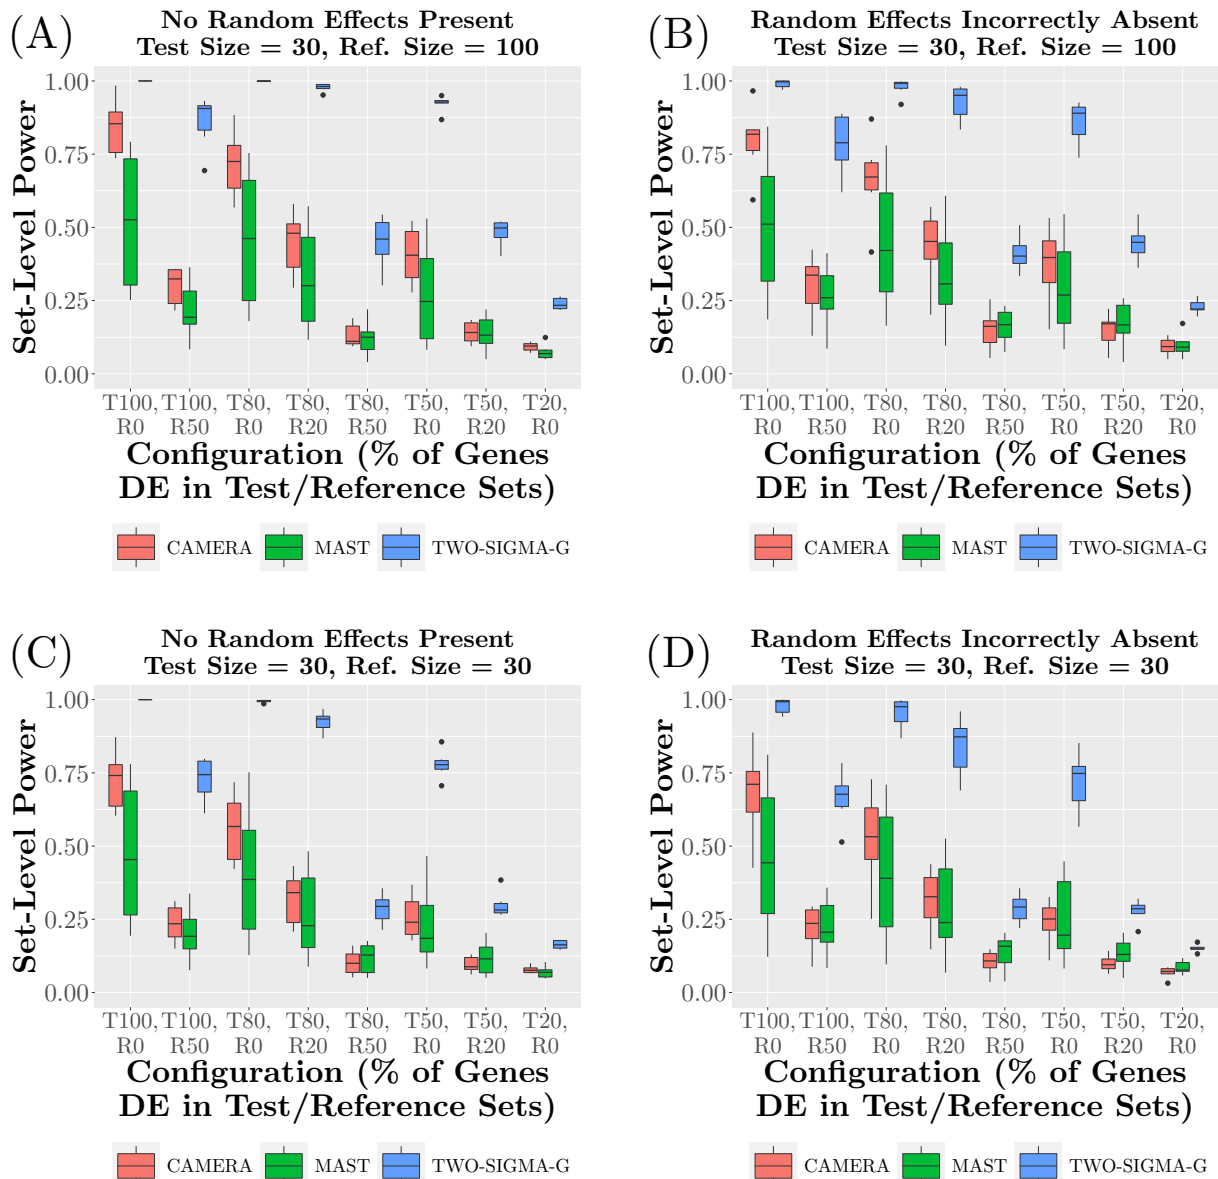 (A)
No Random Effects Present
Test Size = 30, Ref. Size = 100
Set-Level Power
1.00
0.75
0.50
0.25
0.00
T100, T100, T80, T80, T80, T50, T50, T20,
R0 R50 R0 R20 R50 R0 R20 R0
Configuration (% of Genes
DE in Test/Reference Sets)
CAMERA MAST TWO-SIGMA-G
(B)
Random Effects Incorrectly Absent
Test Size = 30, Ref. Size = 100
Set-Level Power
1.00
0.75
0.50
0.25
0.00
T100, T100, T80, T80, T80, T50, T50, T20,
R0 R50 R0 R20 R50 R0 R20 R0
Configuration (% of Genes
DE in Test/Reference Sets)
CAMERA MAST TWO-SIGMA-G
(C)
No Random Effects Present
Test Size = 30, Ref. Size = 30
Set-Level Power
1.00
0.75
0.50
0.25
0.00
T100, T100, T80, T80, T80, T50, T50, T20,
R0 R50 R0 R20 R50 R0 R20 R0
Configuration (% of Genes
DE in Test/Reference Sets)
CAMERA MAST TWO-SIGMA-G
(D)
Random Effects Incorrectly Absent
Test Size = 30, Ref. Size = 30
Set-Level Power
1.00
0.75
0.50
0.25
0.00
T100, T100, T80, T80, T80, T50, T50, T20,
R0 R50 R0 R20 R50 R0 R20 R0
Configuration (% of Genes
DE in Test/Reference Sets)
CAMERA MAST TWO-SIGMA-G